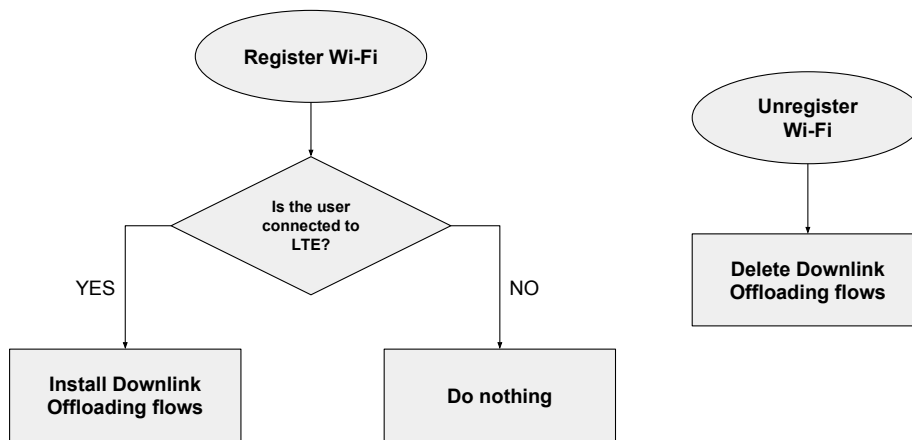 Register Wi-Fi
Unregister
Wi-Fi
Is the user
connected to
LTE?
YES
NO
Delete Downlink
Offloading flows
Install Downlink
Offloading flows
Do nothing